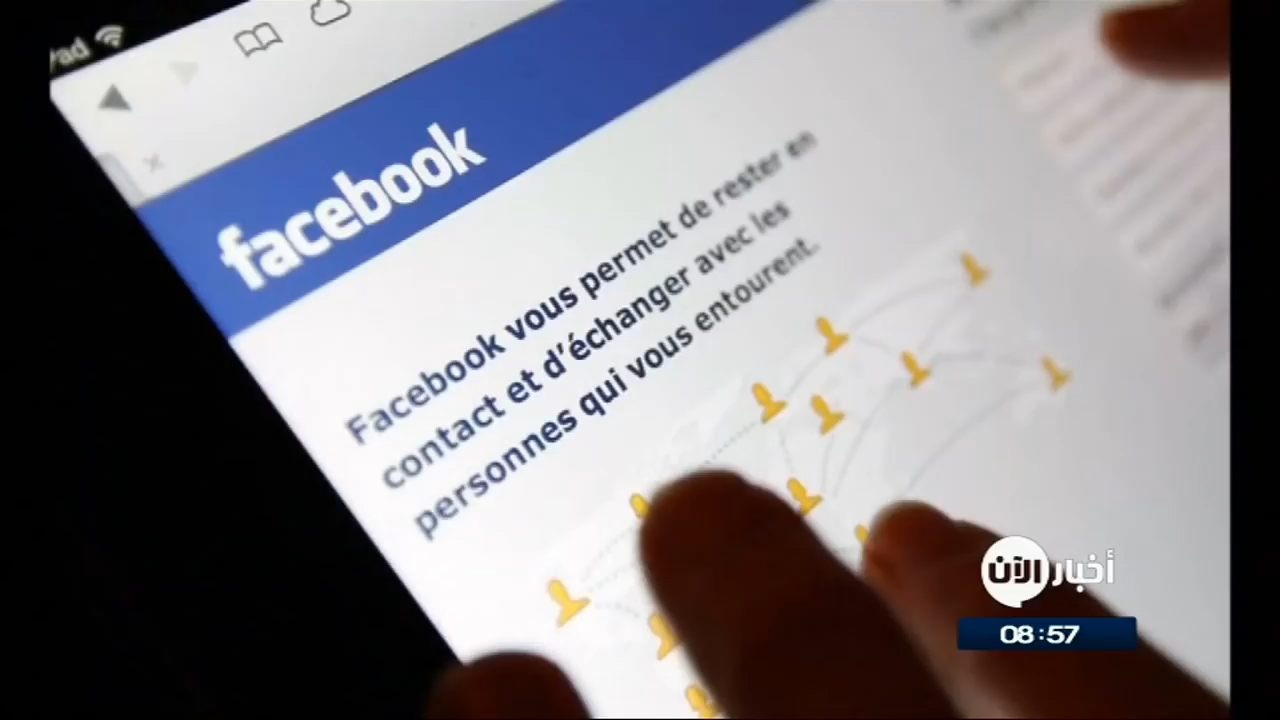 facebook
Facebook vous permet de rester en
contact et d'échanger avec les
personnes qui vous entourent.
أخبار الآن
08:57